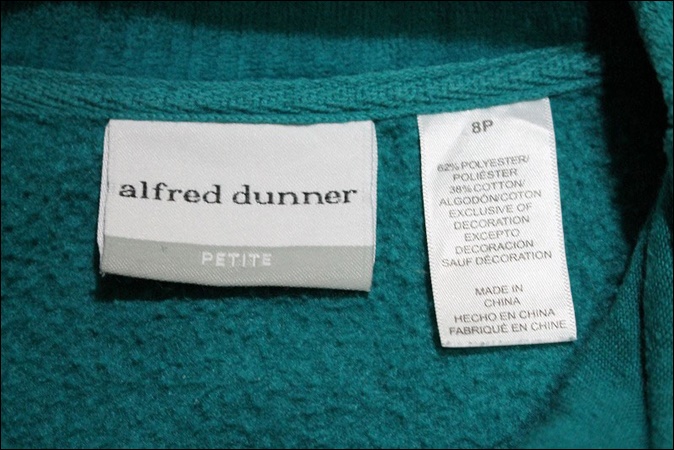 alfred dunner
PETITE
8P
62% POLYESTER/
POLIÉSTER
38% COTTON/
ALGODÓN/COTON
EXCLUSIVE OF
DECORATION
EXCEPTO
DECORACIÓN
SAUF DÉCORATION
MADE IN
CHINA
HECHO EN CHINA
FABRIQUÉ EN CHINE